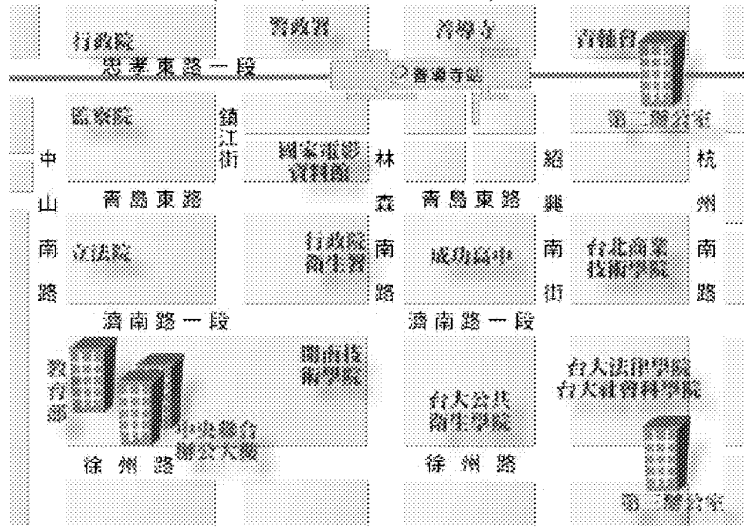 行政院
警政署
善導寺
青輔會
忠孝東路一段
善導寺站
第二辦公室
監察院
鎮江街
國家電影
資料館
中山南路
林森南路
紹興南街
杭州南路
青島東路
青島東路
立法院
行政院
衛生署
成功高中
台北商業
技術學院
濟南路一段
濟南路一段
教育部
開南技
術學院
台大法律學院
台大社會科學院
台大公共
衛生學院
中央聯合
辦公大樓
徐州路
徐州路
第三辦公室